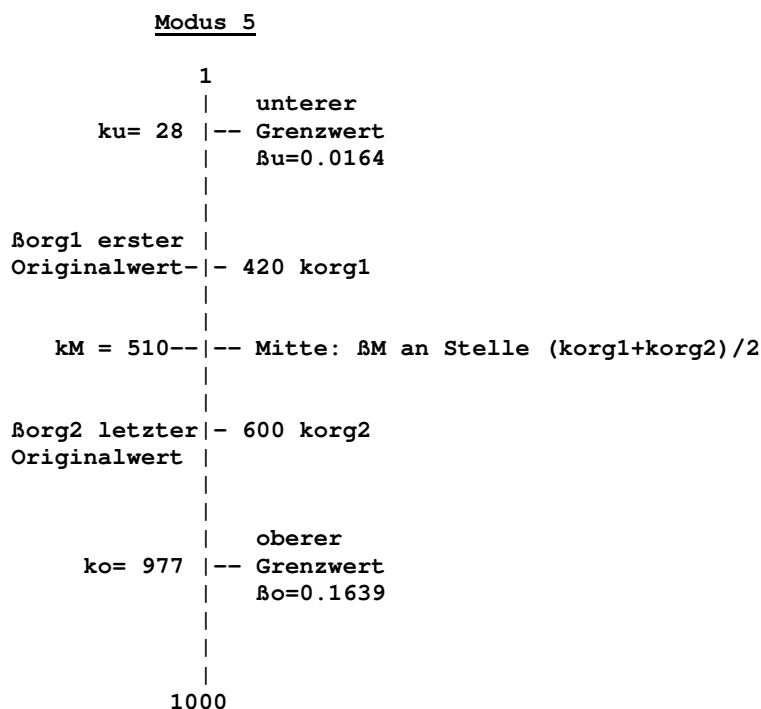 Modus 5
1
| unterer
ku= 28 |-- Grenzwert
| ßu=0.0164
|
|
ßorg1 erster |
Originalwert-|- 420 korg1
|
|
kM = 510--|-- Mitte: ßM an Stelle (korg1+korg2)/2
|
|
ßorg2 letzter|- 600 korg2
Originalwert |
|
|
| oberer
ko= 977 |-- Grenzwert
| ßo=0.1639
|
|
|
1000